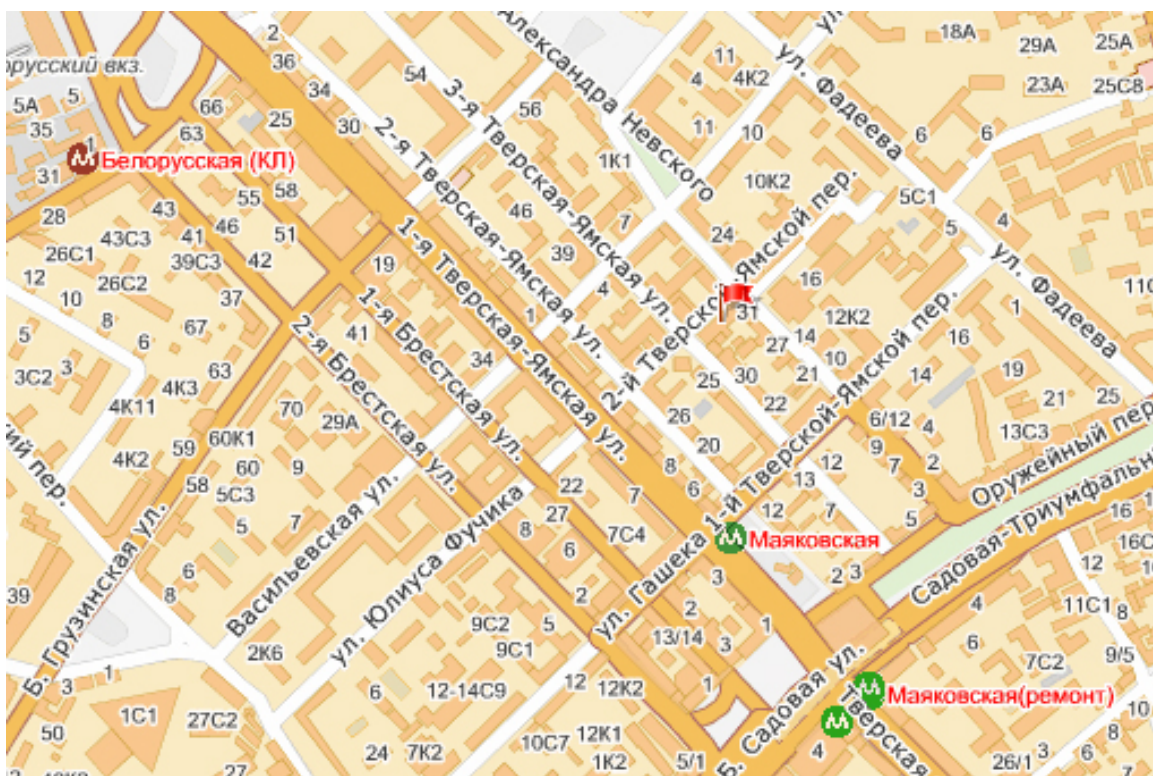 2
36
34
54
Александра Невского
11
4
4К2
18А
29А
25А
ул. Фадеева
23А
25С8
орусский вкз.
5А
5
35
1
31
Белорусская (КЛ)
66
63
25
30
56
3-я Тверская-Ямская ул.
2-я Тверская-Ямская ул.
11
10
1К1
10К2
6
6
5С1
5
4
28
43
55
58
46
51
26С1
43С3
41
39С3
42
12
26С2
37
10
8
6
67
5
3
3С2
4К3
63
4К11
1-я Тверская-Ямская ул.
19
46
39
7
4
24
2-й Тверской-Ямской пер.
31
16
12К2
14
10
27
21
30
25
22
26
20
ул. Фадеева
1
16
14
19
21
25
13С3
1-я Брестская ул.
2-я Брестская ул.
41
34
1
70
29А
60К1
59
60
9
4К2
58
5С3
5
7
6
8
Васильевская ул.
ул. Юлиуса Фучика
22
27
7
7С4
8
6
8
6
2
1-й Тверской-Ямской пер.
6/12
9
4
7
2
3
5
12
13
12
7
2
3
Маяковская
Оружейный пер
Садовая-Триумфальн
16
16С
12
11С1
8
9/5
7С2
6
4
10
ул. Гашека
3
2
13/14
3
1
1
Б. Грузинская ул.
39
3
1
1С1
27С2
50
27
2К6
9С2
5
9С1
12-14С9
6
12
12К2
24
7К2
10С7
12К1
1К2
5/1
Б. Садовая ул.
Маяковская(ремонт)
Тверская
4
26/1
3
6
8
7